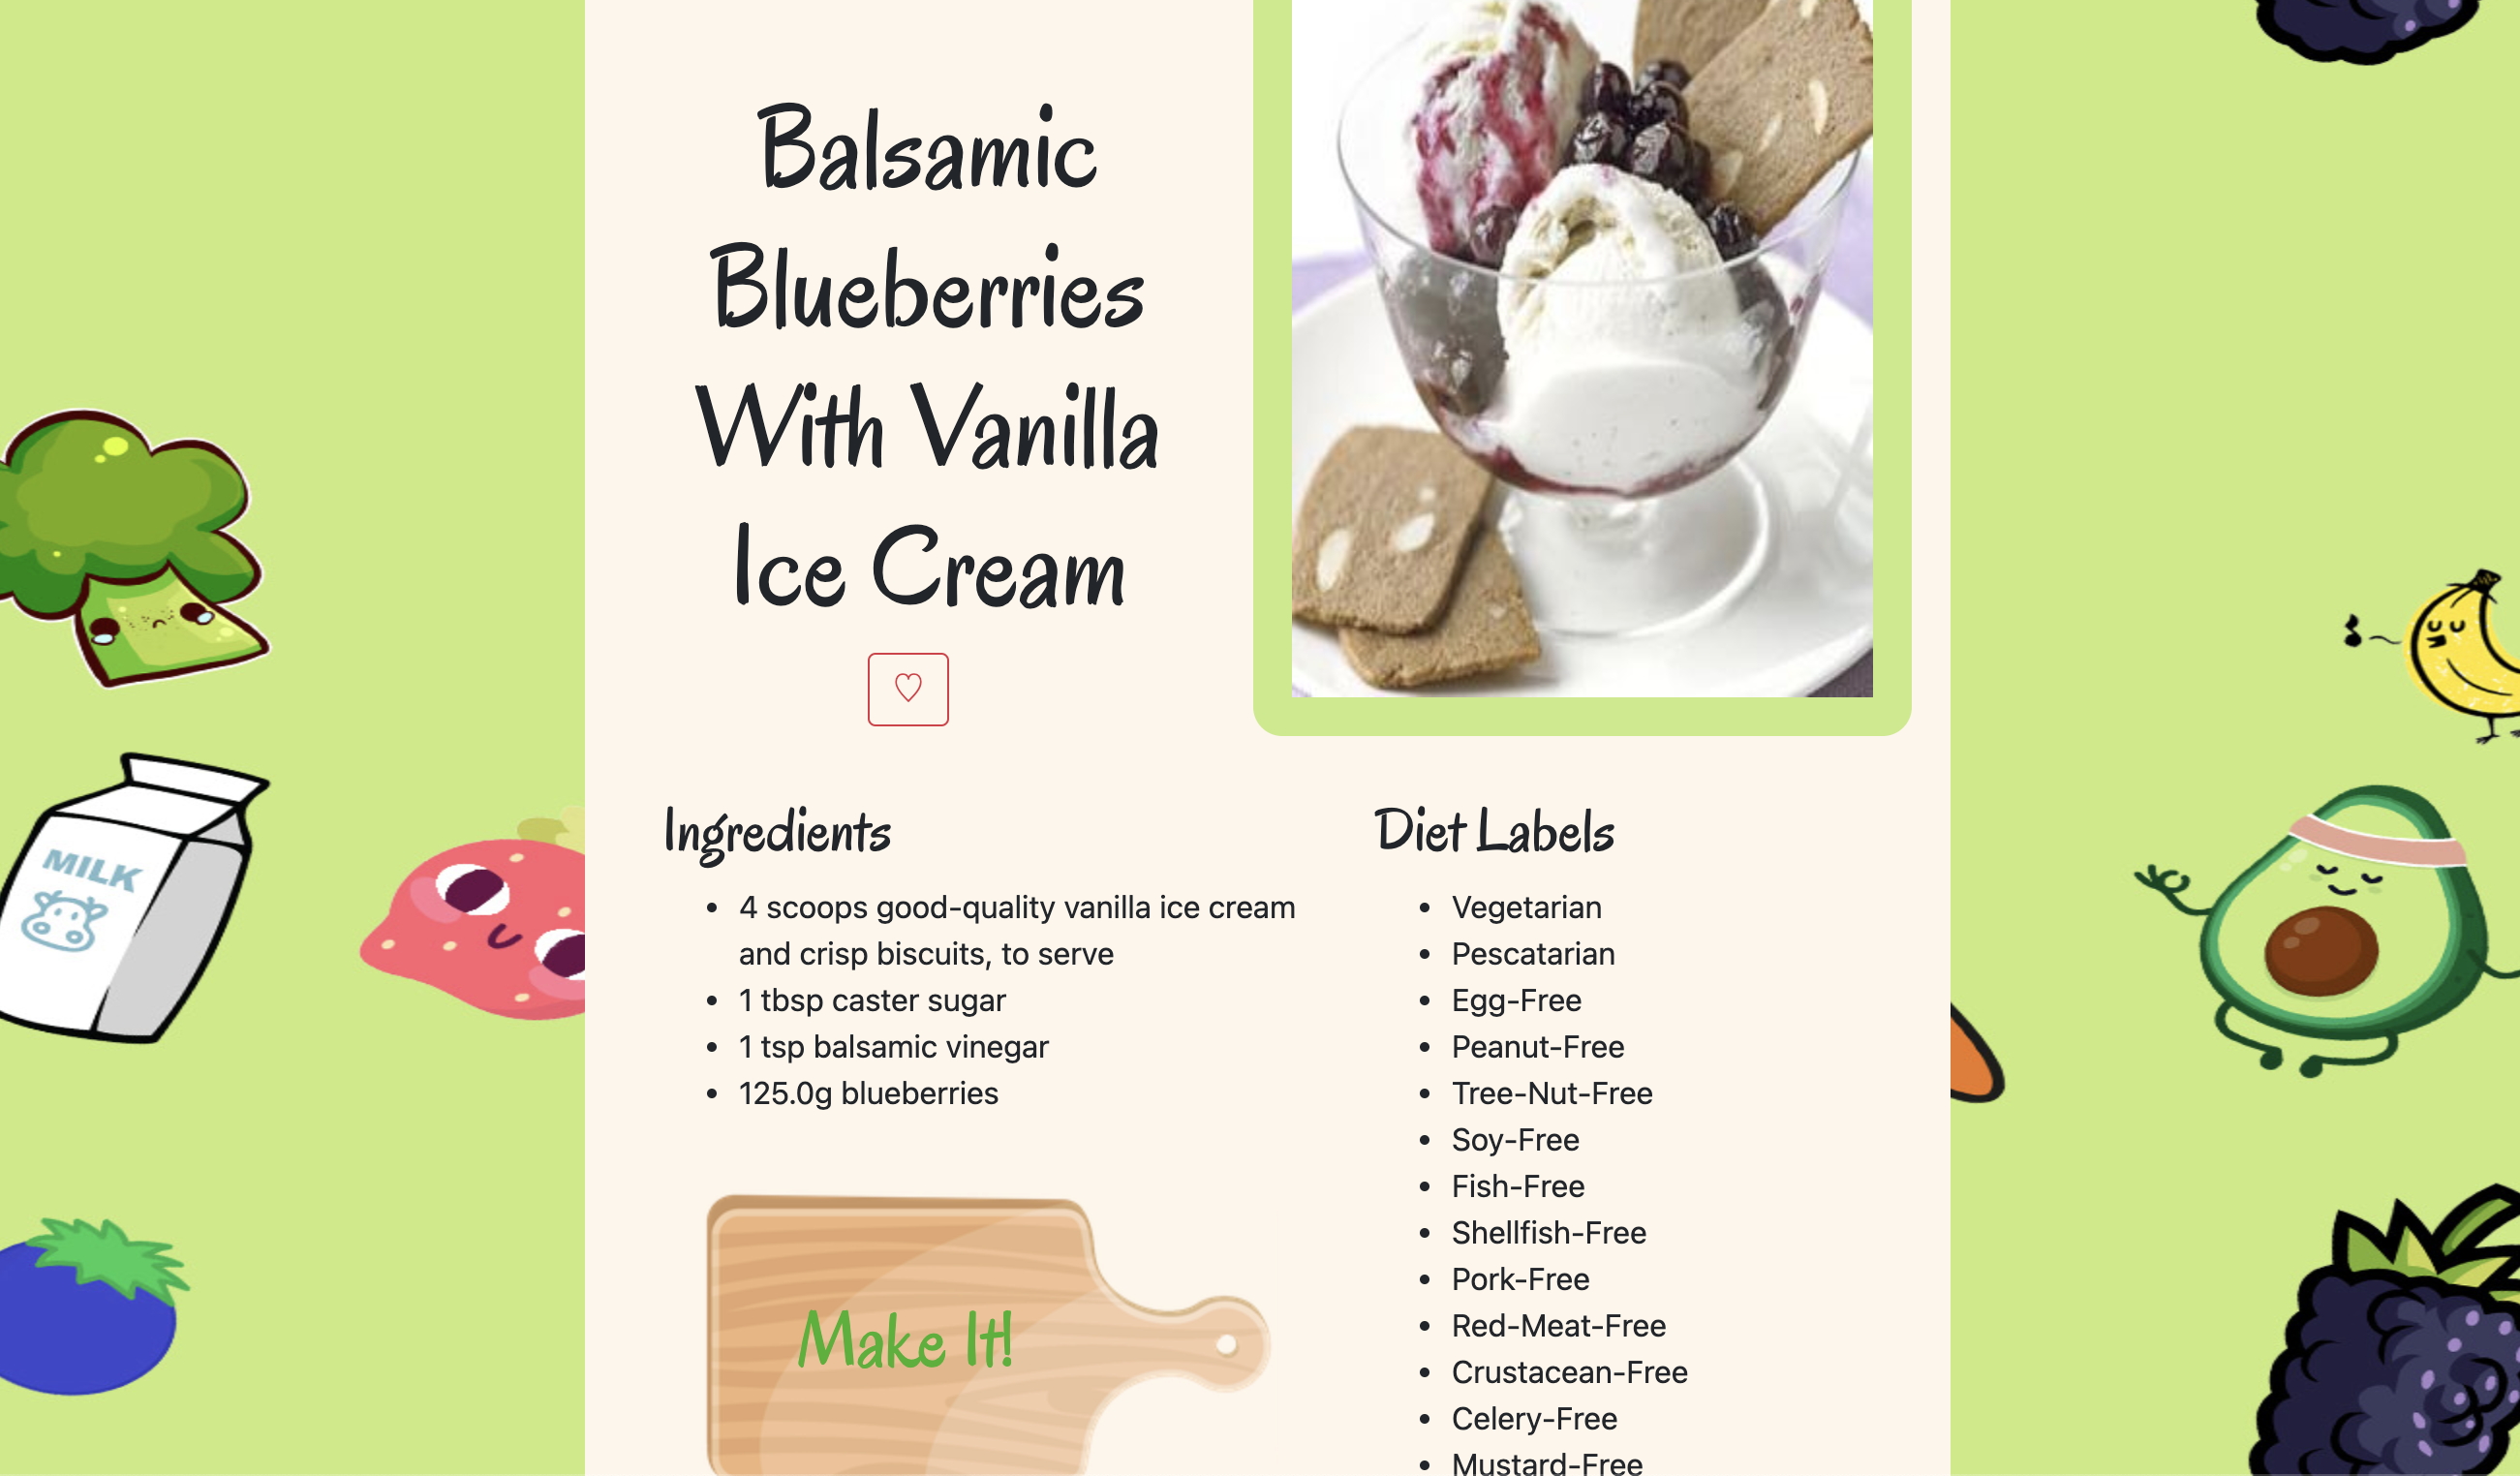 Balsamic
Blueberries
With Vanilla
Ice Cream
♡
Ingredients
• 4 scoops good-quality vanilla ice cream
and crisp biscuits, to serve
• 1 tbsp caster sugar
• 1 tsp balsamic vinegar
• 125.0g blueberries
Make It!
Diet Labels
• Vegetarian
• Pescatarian
• Egg-Free
• Peanut-Free
• Tree-Nut-Free
• Soy-Free
• Fish-Free
• Shellfish-Free
• Pork-Free
• Red-Meat-Free
• Crustacean-Free
• Celery-Free
• Mustard-Free
MILK